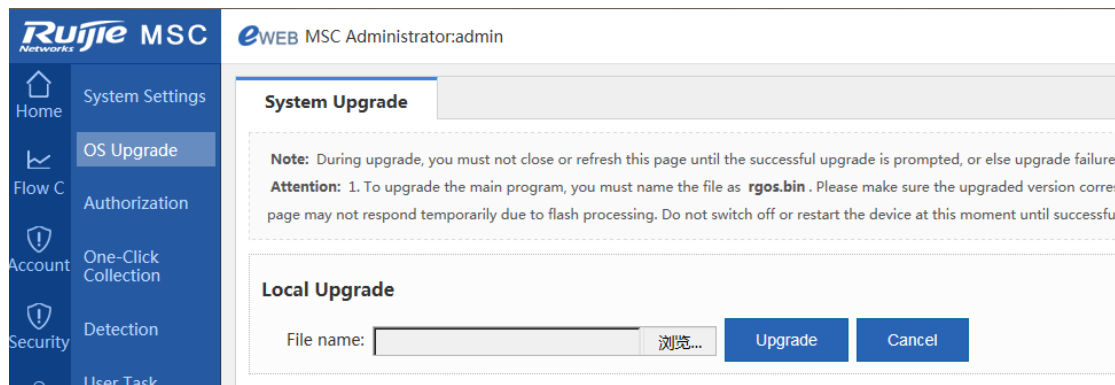 Ruijie Networks MSC
eWEB MSC Administrator:admin
Home
Flow C
Account
Security
System Settings
OS Upgrade
Authorization
One-Click
Collection
Detection
User Task
System Upgrade
Note: During upgrade, you must not close or refresh this page until the successful upgrade is prompted, or else upgrade failure
Attention: 1. To upgrade the main program, you must name the file as rgos.bin . Please make sure the upgraded version corres
page may not respond temporarily due to flash processing. Do not switch off or restart the device at this moment until successfu
Local Upgrade
File name: 浏览... Upgrade Cancel